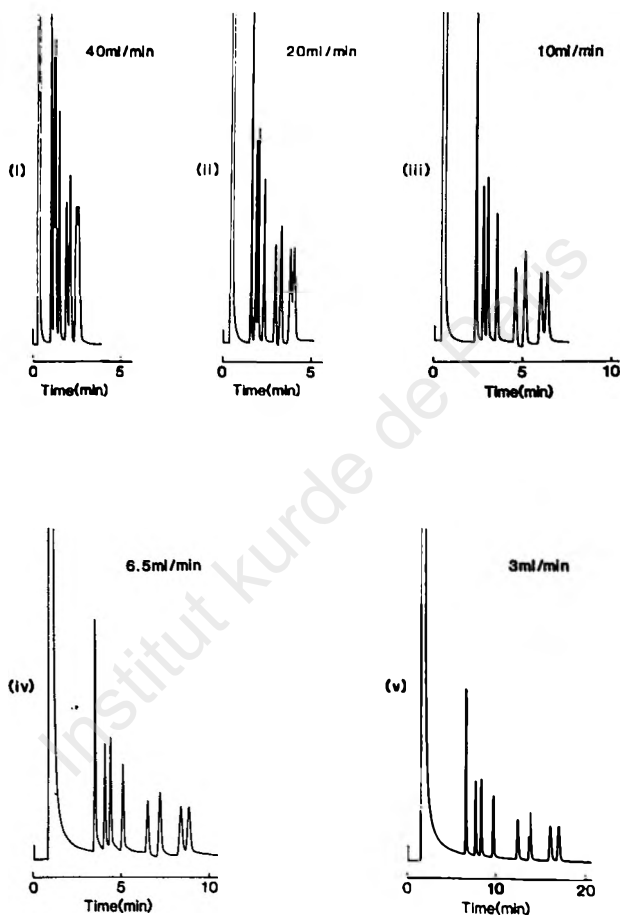 40ml/min
20ml/min
10ml/min
(i)
(ii)
(iii)
0 5
0 5
0 5 10
Time(min)
Time(min)
Time(min)
6.5ml/min
3ml/min
(iv)
(v)
0 5 10
0 10 20
Time(min)
Time(min)
Institut kurde de Paris